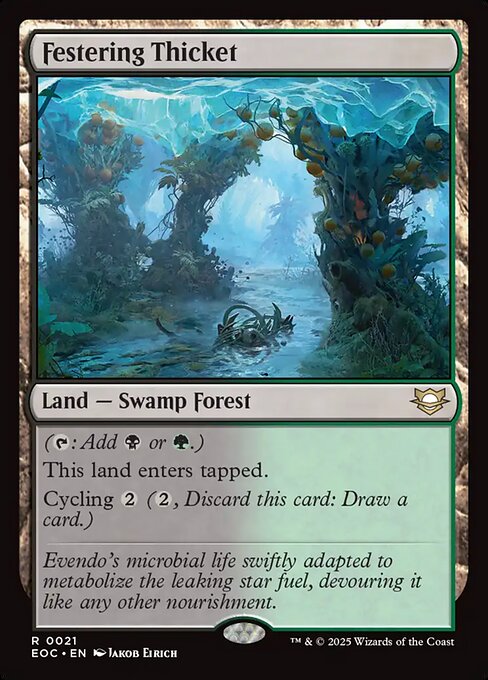 Festering Thicket
Land — Swamp Forest
(: Add or .)
This land enters tapped.
Cycling 2 (2, Discard this card: Draw a
card.)
Evendo's microbial life swiftly adapted to
metabolize the leaking star fuel, devouring it
like any other nourishment.
R 0021
EOC • EN Jakob Eirich
™ & © 2025 Wizards of the Coast